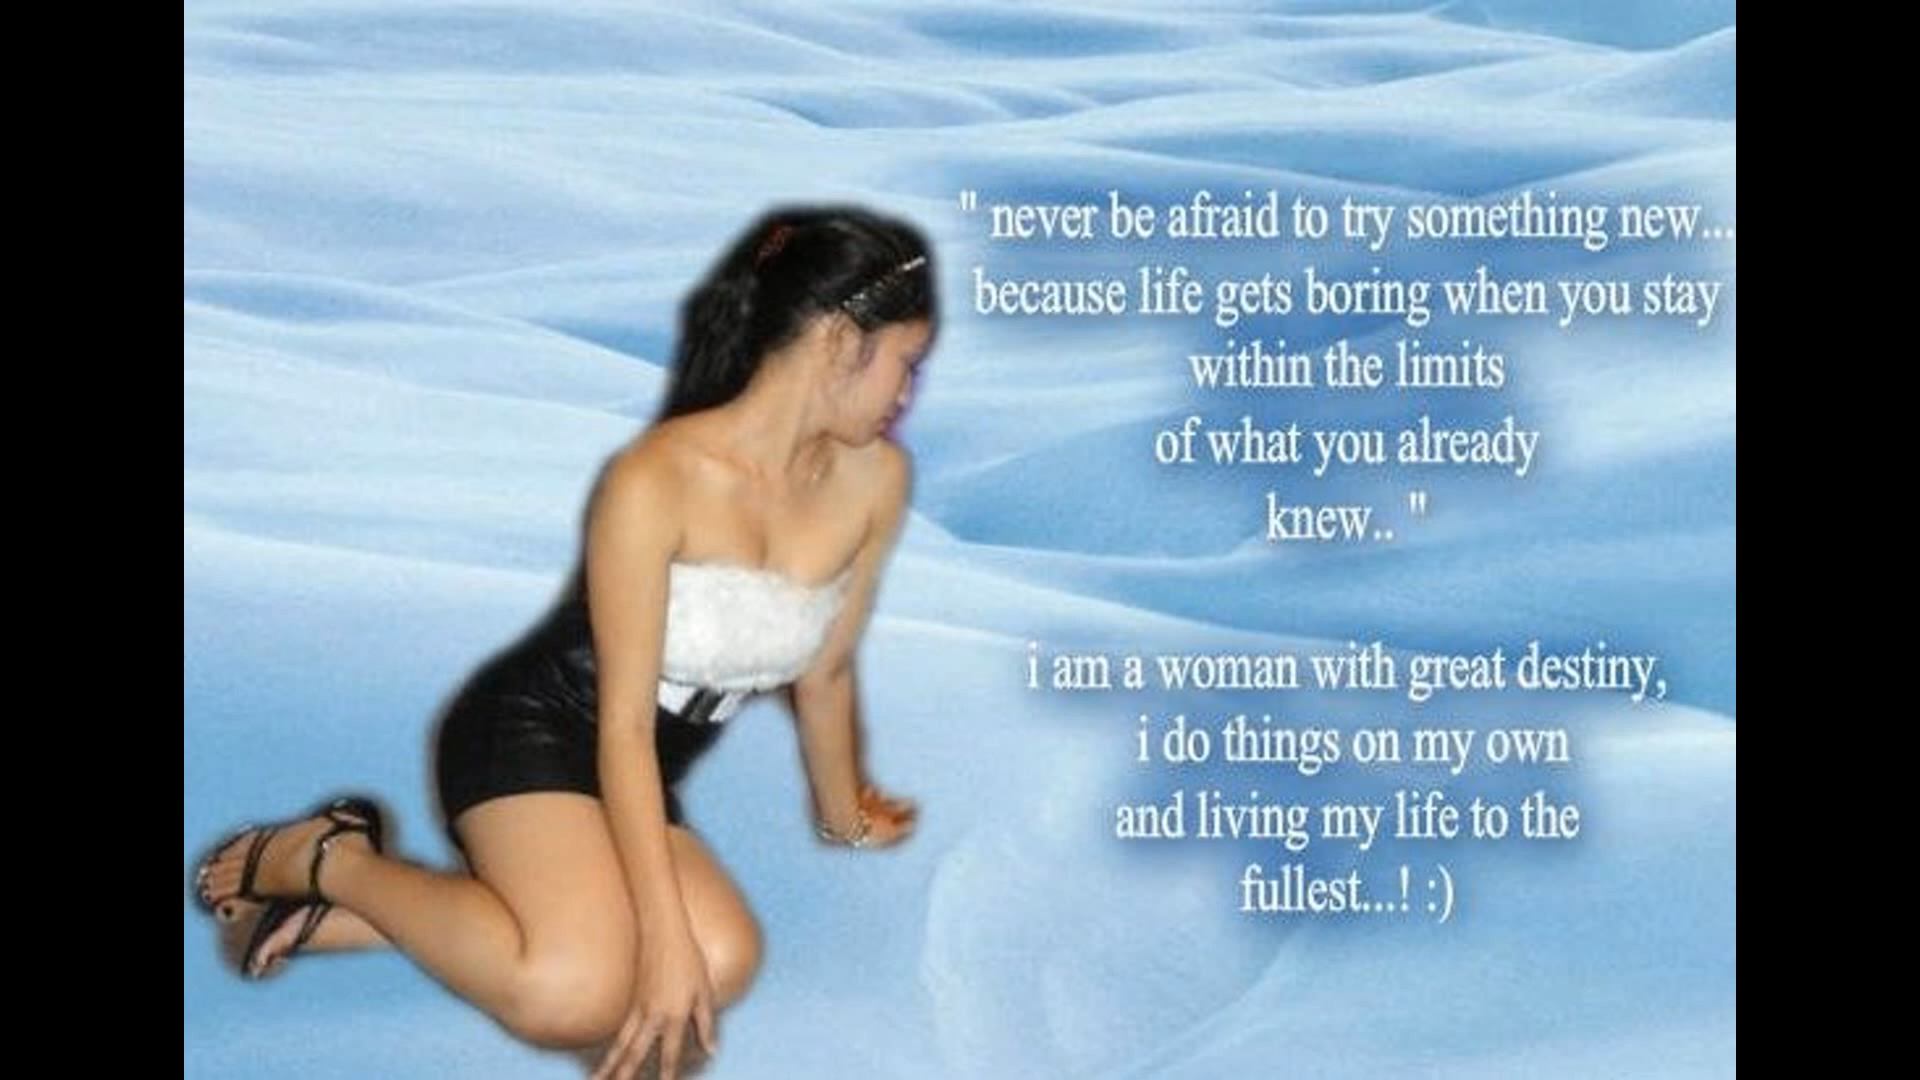 " never be afraid to try something new...
because life gets boring when you stay
within the limits
of what you already
knew.. "
i am a woman with great destiny,
i do things on my own
and living my life to the
fullest...! :)